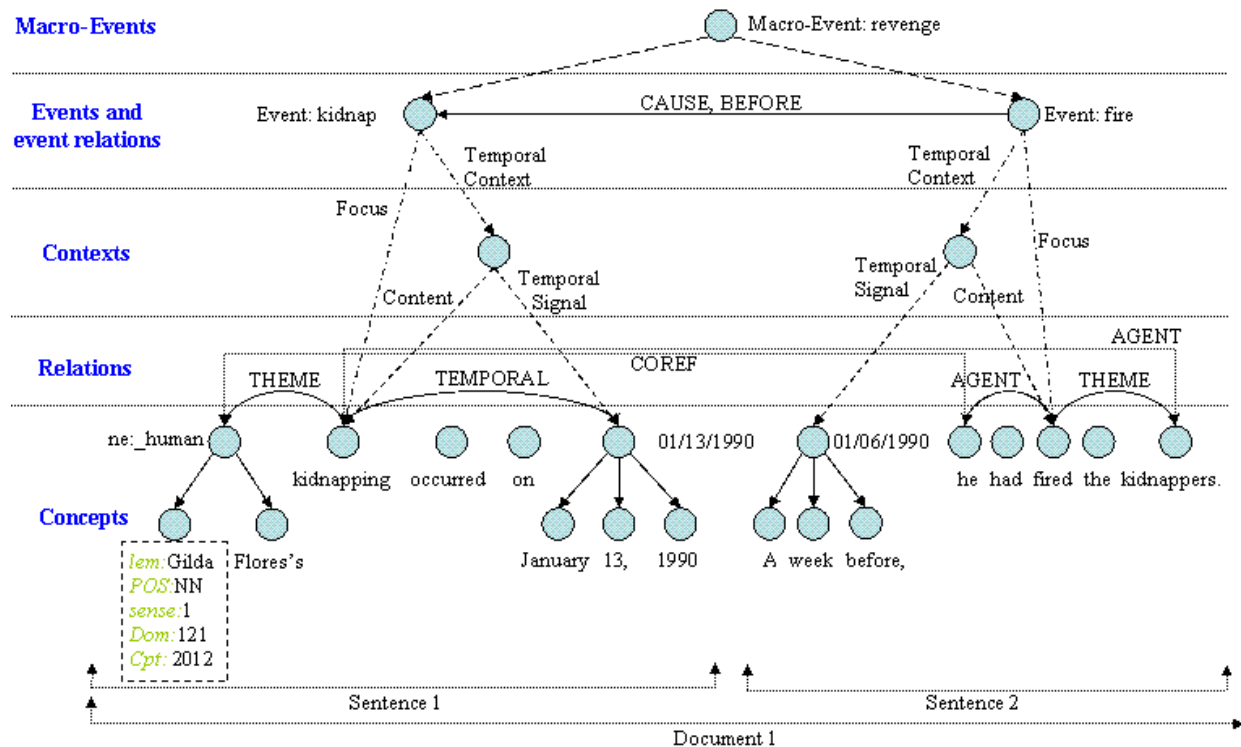 Macro-Events
Macro-Event: revenge
Events and
event relations
Event: kidnap
CAUSE, BEFORE
Event: fire
Temporal
Context
Temporal
Context
Focus
Focus
Contexts
Temporal
Signal
Temporal
Signal
Content
Content
Relations
AGENT
COREF
THEME
TEMPORAL
AGENT
THEME
ne:_human
01/13/1990
01/06/1990
kidnapping occurred on
he had fired the kidnappers.
Concepts
lem:Gilda
Flores's
January 13, 1990
A week before,
POS:NN
sense:1
Dom:121
Cpt: 2012
Sentence 1
Sentence 2
Document 1